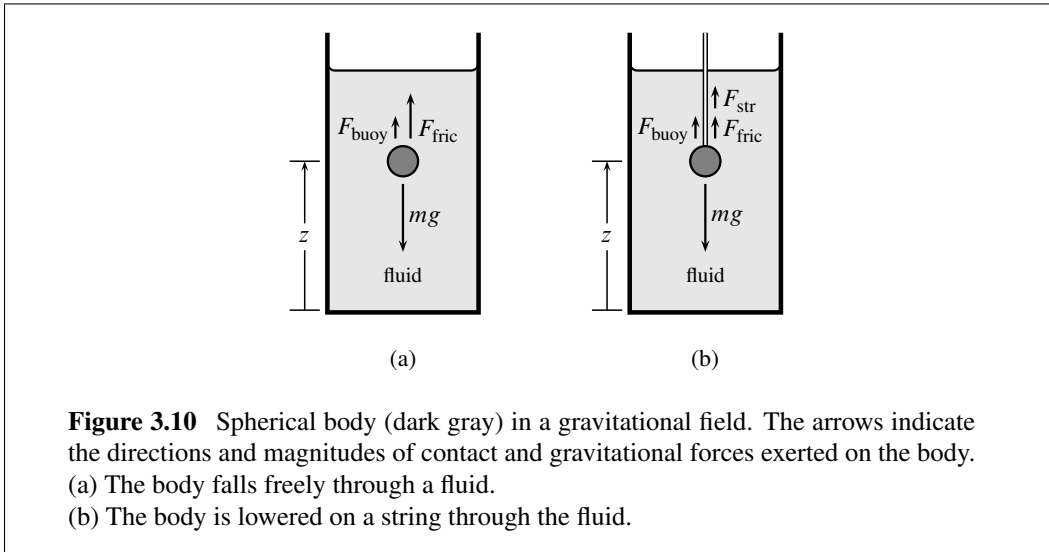 F_str
F_buoy F_fric F_buoy F_fric
mg mg
z z
fluid fluid
(a) (b)
Figure 3.10 Spherical body (dark gray) in a gravitational field. The arrows indicate
the directions and magnitudes of contact and gravitational forces exerted on the body.
(a) The body falls freely through a fluid.
(b) The body is lowered on a string through the fluid.